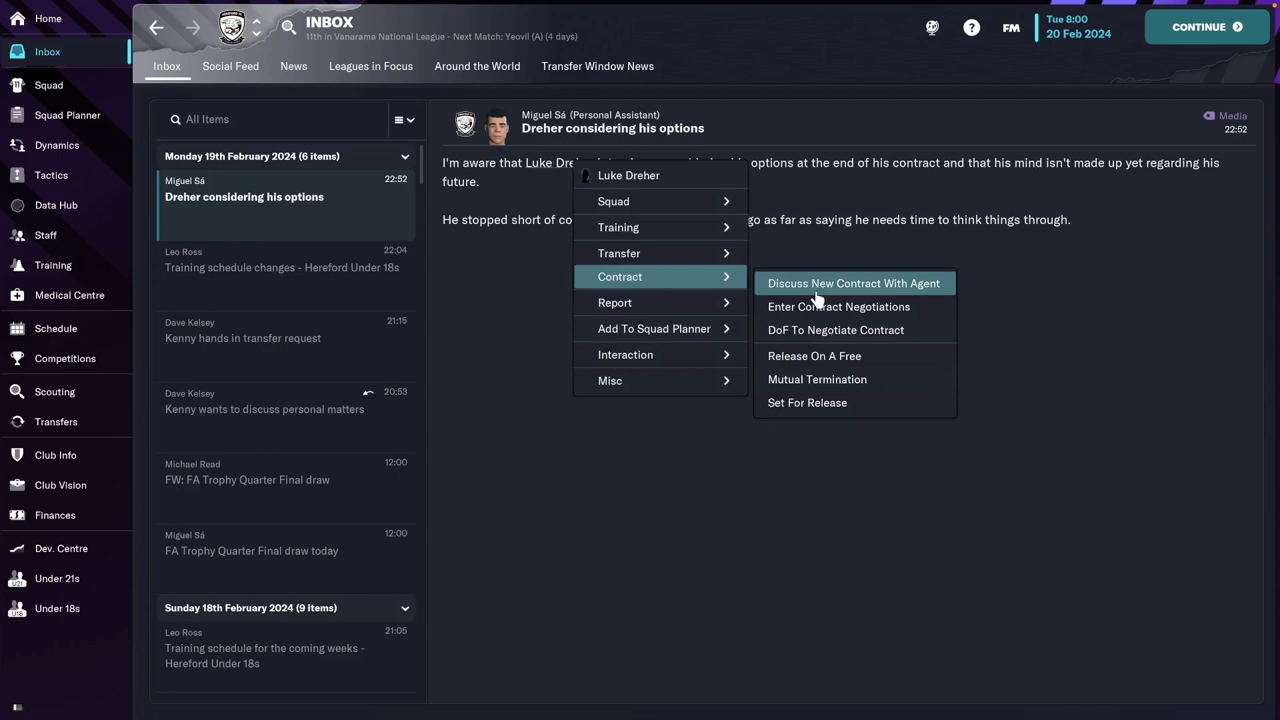 Home
Inbox
Squad
Squad Planner
Dynamics
Tactics
Data Hub
Staff
Training
Medical Centre
Schedule
Competitions
Scouting
Transfers
Club Info
Club Vision
Finances
Dev. Centre
Under 21s
Under 18s
INBOX
11th in Vanarama National League - Next Match: Yeovil (A) (4 days)
FM
Tue 8:00
20 Feb 2024
CONTINUE
Inbox
Social Feed
News
Leagues in Focus
Around the World
Transfer Window News
All Items
Monday 19th February 2024 (6 items)
Miguel Sá
22:52
Dreher considering his options
Leo Ross
22:04
Training schedule changes - Hereford Under 18s
Dave Kelsey
21:15
Kenny hands in transfer request
Dave Kelsey
20:53
Kenny wants to discuss personal matters
Michael Read
12:00
FW: FA Trophy Quarter Final draw
Miguel Sá
12:00
FA Trophy Quarter Final draw today
Sunday 18th February 2024 (9 items)
Leo Ross
21:05
Training schedule for the coming weeks -
Hereford Under 18s
Miguel Sá (Personal Assistant)
Dreher considering his options
Media
22:52
I'm aware that Luke options at the end of his contract and that his mind isn't made up yet regarding his
future.
He stopped short of go as far as saying he needs time to think things through.
Luke Dreher
Squad
Training
Transfer
Contract
Report
Add To Squad Planner
Interaction
Misc
Discuss New Contract With Agent
Enter Contract Negotiations
DoF To Negotiate Contract
Release On A Free
Mutual Termination
Set For Release